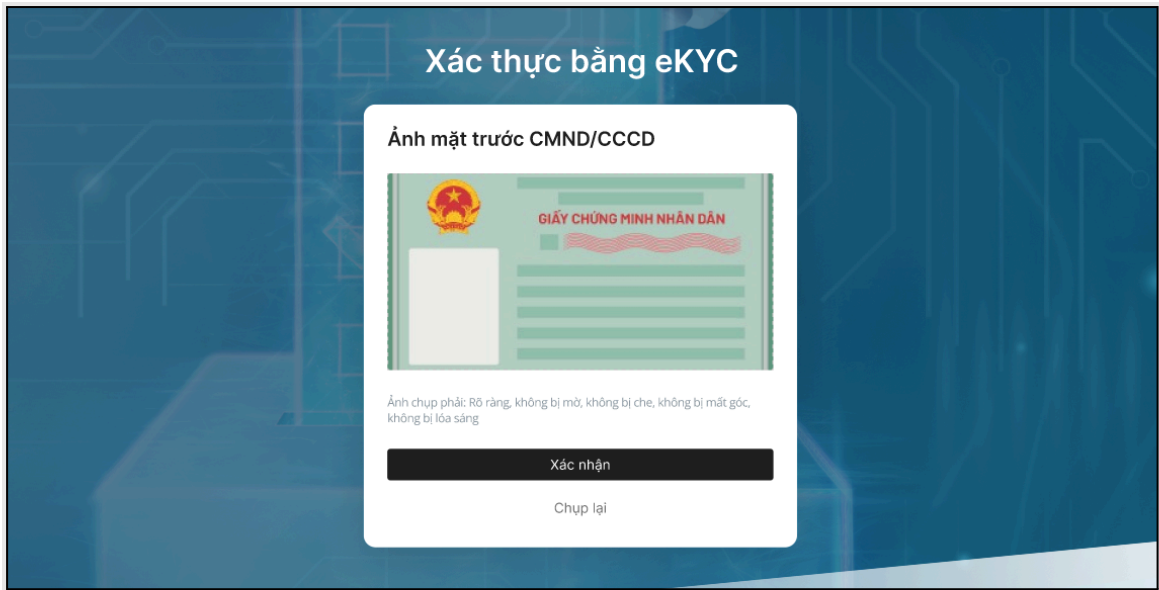 Xác thực bằng eKYC
Ảnh mặt trước CMND/CCCD
GIẤY CHỨNG MINH NHÂN DÂN
Ảnh chụp phải: Rõ ràng, không bị mờ, không bị che, không bị mất góc,
không bị lóa sáng
Xác nhận
Chụp lại